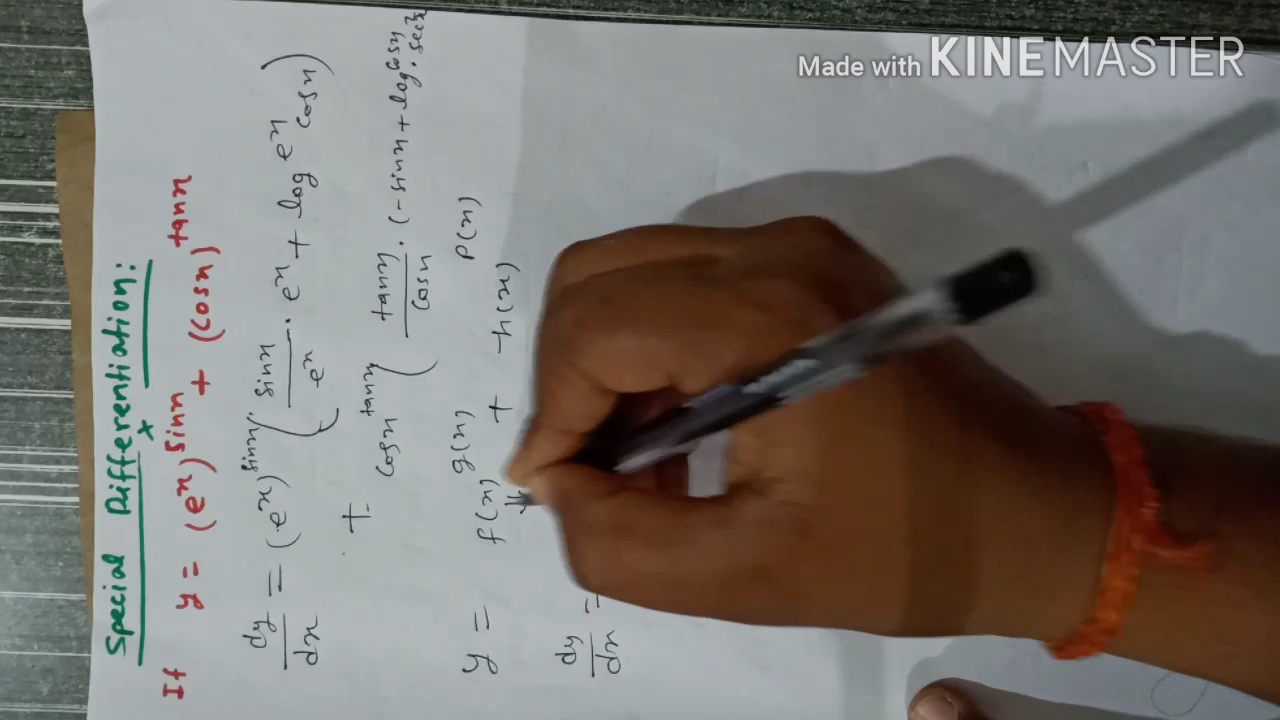 Special Differentiation:
If y = (eˣ)^sinx + (cosx)^tanx
dy/dx = (eˣ)^sinx (sinx/eˣ · eˣ + log eˣ cosx)
+ cosx^tanx (tanx/cosx · (-sinx + log cosx · sec²x
y = f(x)^g(x) + h(x)^p(x)
dy/dx =
Made with KINEMASTER